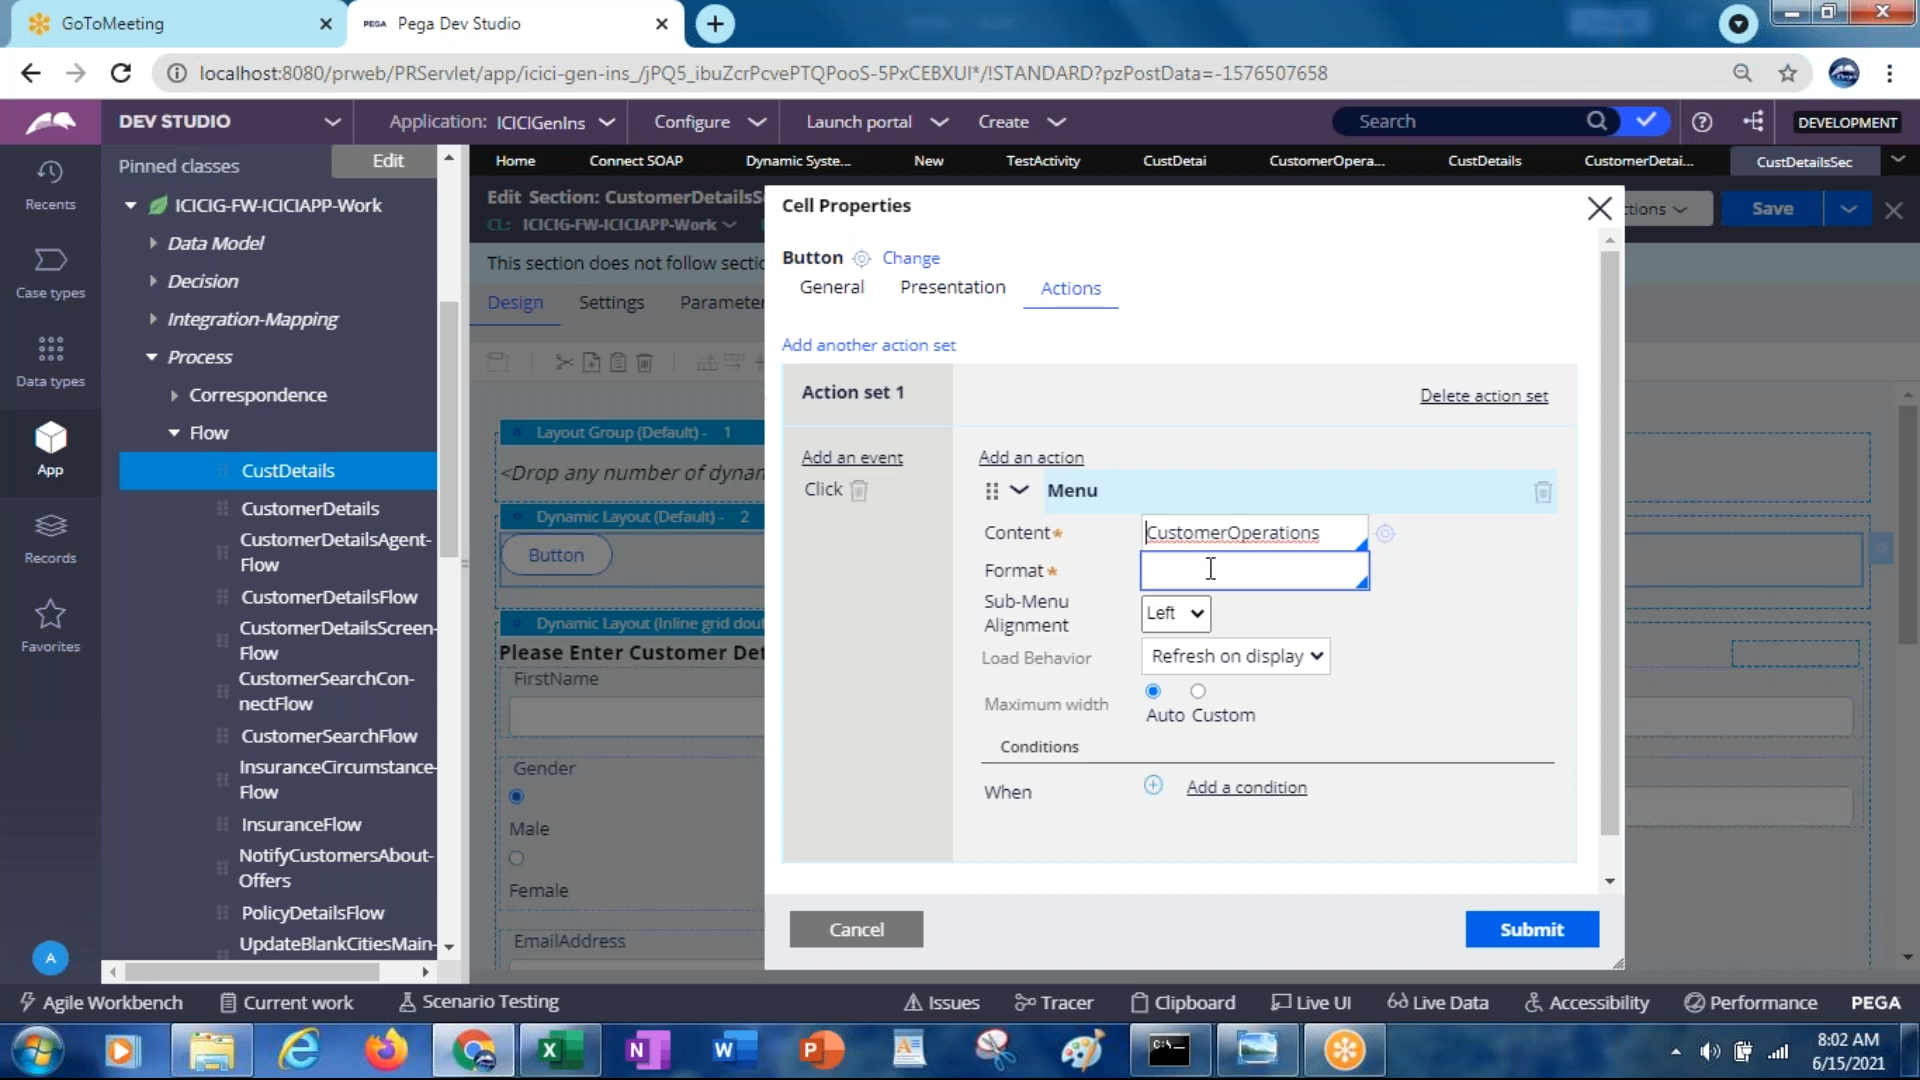 GoToMeeting
PEGA Pega Dev Studio
localhost:8080/prweb/PRServlet/app/icici-gen-ins_/jPQ5_ibuZcrPcvePTQPooS-5PxCEBXUI*/!STANDARD?pzPostData=-1576507658
DEV STUDIO
Application: ICICIGenIns
Configure
Launch portal
Create
Search
DEVELOPMENT
Recents
Case types
Data types
App
Records
Favorites
A
Pinned classes
Edit
ICICIG-FW-ICICIAPP-Work
Data Model
Decision
Integration-Mapping
Process
Correspondence
Flow
CustDetails
CustomerDetails
CustomerDetailsAgent-
Flow
CustomerDetailsFlow
CustomerDetailsScreen-
Flow
CustomerSearchCon-
nectFlow
CustomerSearchFlow
InsuranceCircumstance-
Flow
InsuranceFlow
NotifyCustomersAbout-
Offers
PolicyDetailsFlow
UpdateBlankCitiesMain-
Home
Connect SOAP
Dynamic Syste...
New
TestActivity
CustDetai
CustomerOpera...
CustDetails
CustomerDetai...
CustDetailsSec
Edit Section: CustomerDetailsS
CL: ICICIG-FW-ICICIAPP-Work
tions
Save
This section does not follow sectio
Design
Settings
Parameter
Layout Group (Default) - 1
<Drop any number of dynam
Dynamic Layout (Default) - 2
Button
Dynamic Layout (Inline grid dou
Please Enter Customer Det
FirstName
Gender
Male
Female
EmailAddress
Cell Properties
Button Change
General
Presentation
Actions
Add another action set
Action set 1
Delete action set
Add an event
Click
Add an action
Menu
Content*
CustomerOperations
Format*
Sub-Menu
Alignment
Left
Load Behavior
Refresh on display
Maximum width
Auto Custom
Conditions
When
Add a condition
Cancel
Submit
Agile Workbench
Current work
Scenario Testing
Issues
Tracer
Clipboard
Live UI
Live Data
Accessibility
Performance
PEGA
8:02 AM
6/15/2021